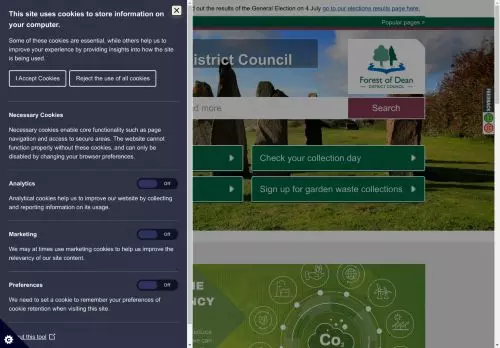 This site uses cookies to store information on
your computer.
Some of these cookies are essential, while others help us to
improve your experience by providing insights into how the site
is being used.
I Accept Cookies
Reject the use of all cookies
Necessary Cookies
Necessary cookies enable core functionality such as page
navigation and access to secure areas. The website cannot
function properly without these cookies, and can only be
disabled by changing your browser preferences.
Analytics
Off
Analytical cookies help us to improve our website by collecting
and reporting information on its usage.
Marketing
Off
We may at times use marketing cookies to help us improve the
relevancy of our site content.
Preferences
Off
We need to set a cookie to remember your preferences of
cookie retention when visiting this site.
out this tool
out the results of the General Election on 4 July go to our elections results page here.
Popular pages >
istrict Council
Forest of Dean
DISTRICT COUNCIL
nd more
Search
Check your collection day
Sign up for garden waste collections
FEEDBACK
NCY